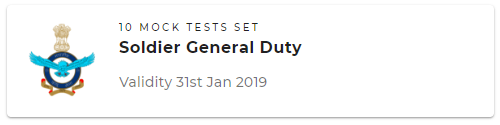 10 MOCK TESTS SET
Soldier General Duty
Validity 31st Jan 2019